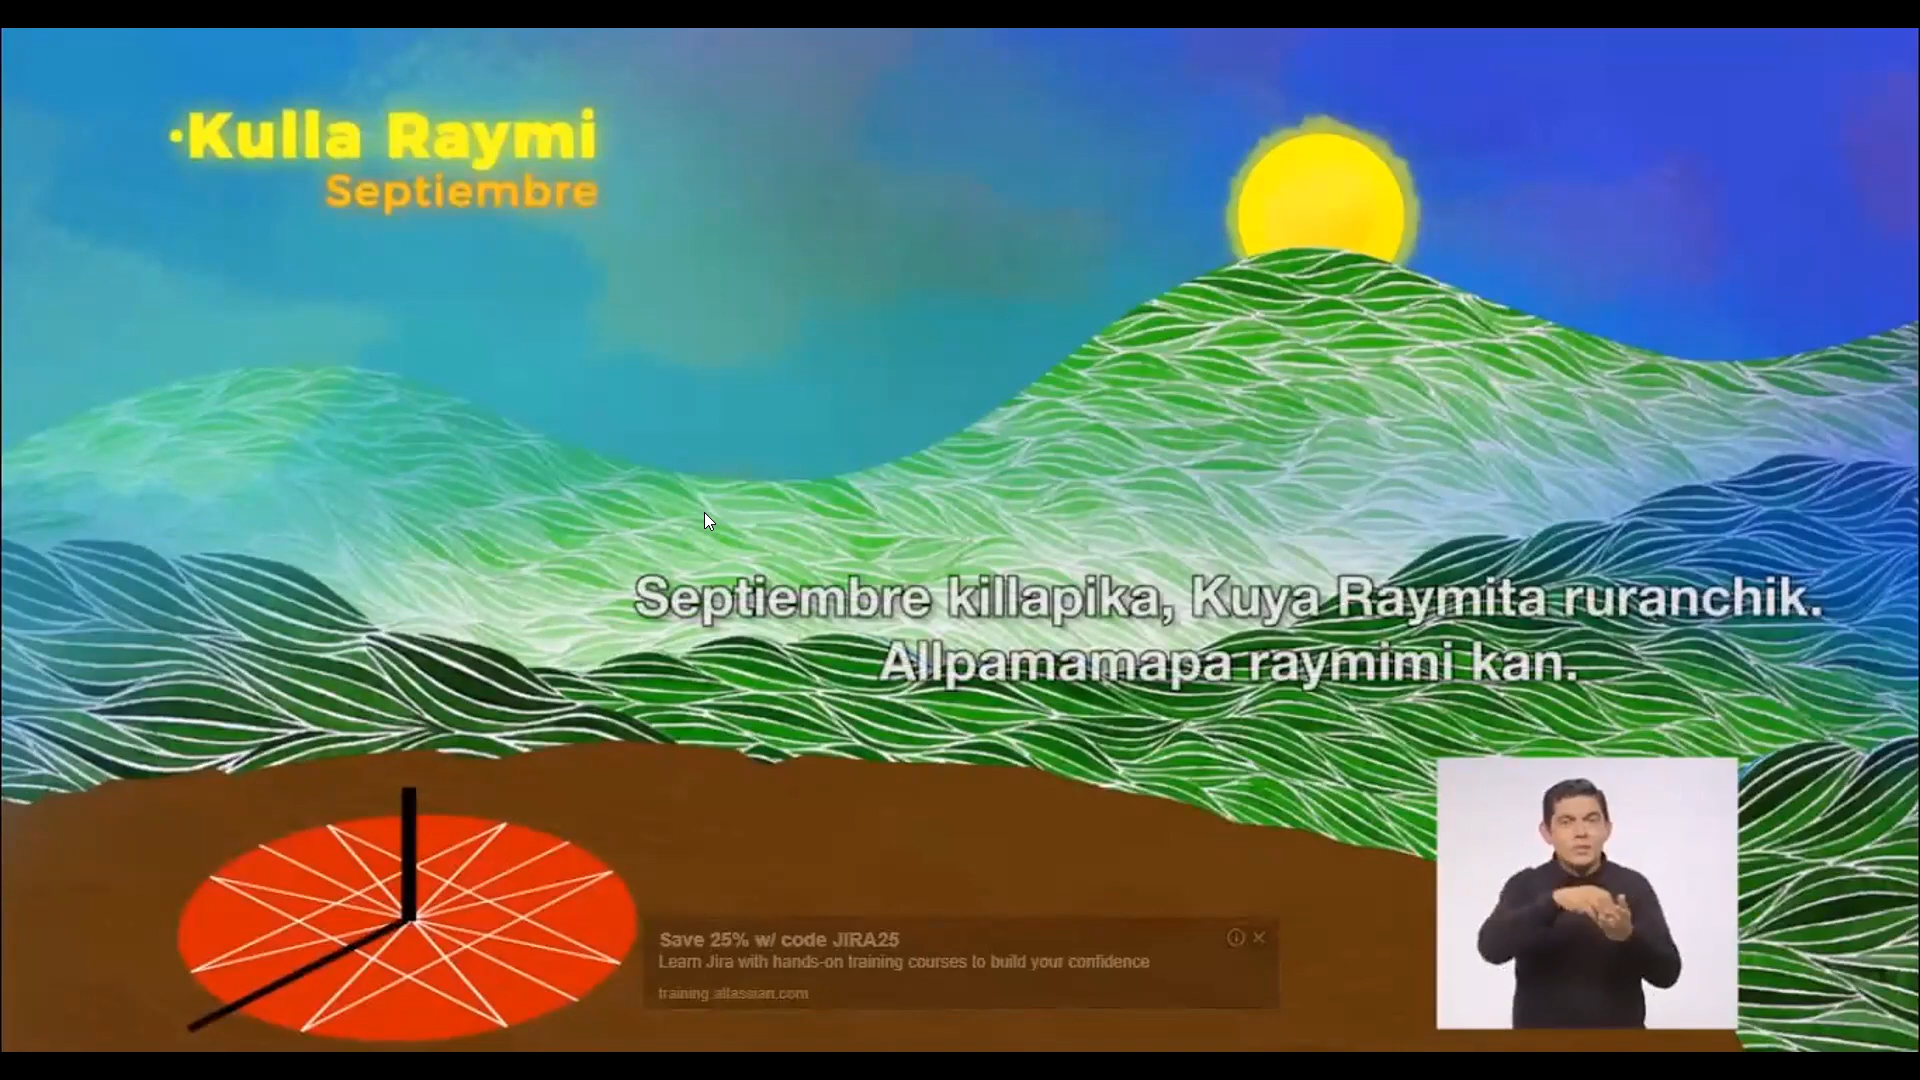 ·Kulla Raymi
Septiembre
Septiembre killapika, Kuya Raymita ruranchik.
Allpamamapa raymimi kan.
Save 25% w/ code JIRA25
Learn Jira with hands-on training courses to build your confidence
training.atlassian.com